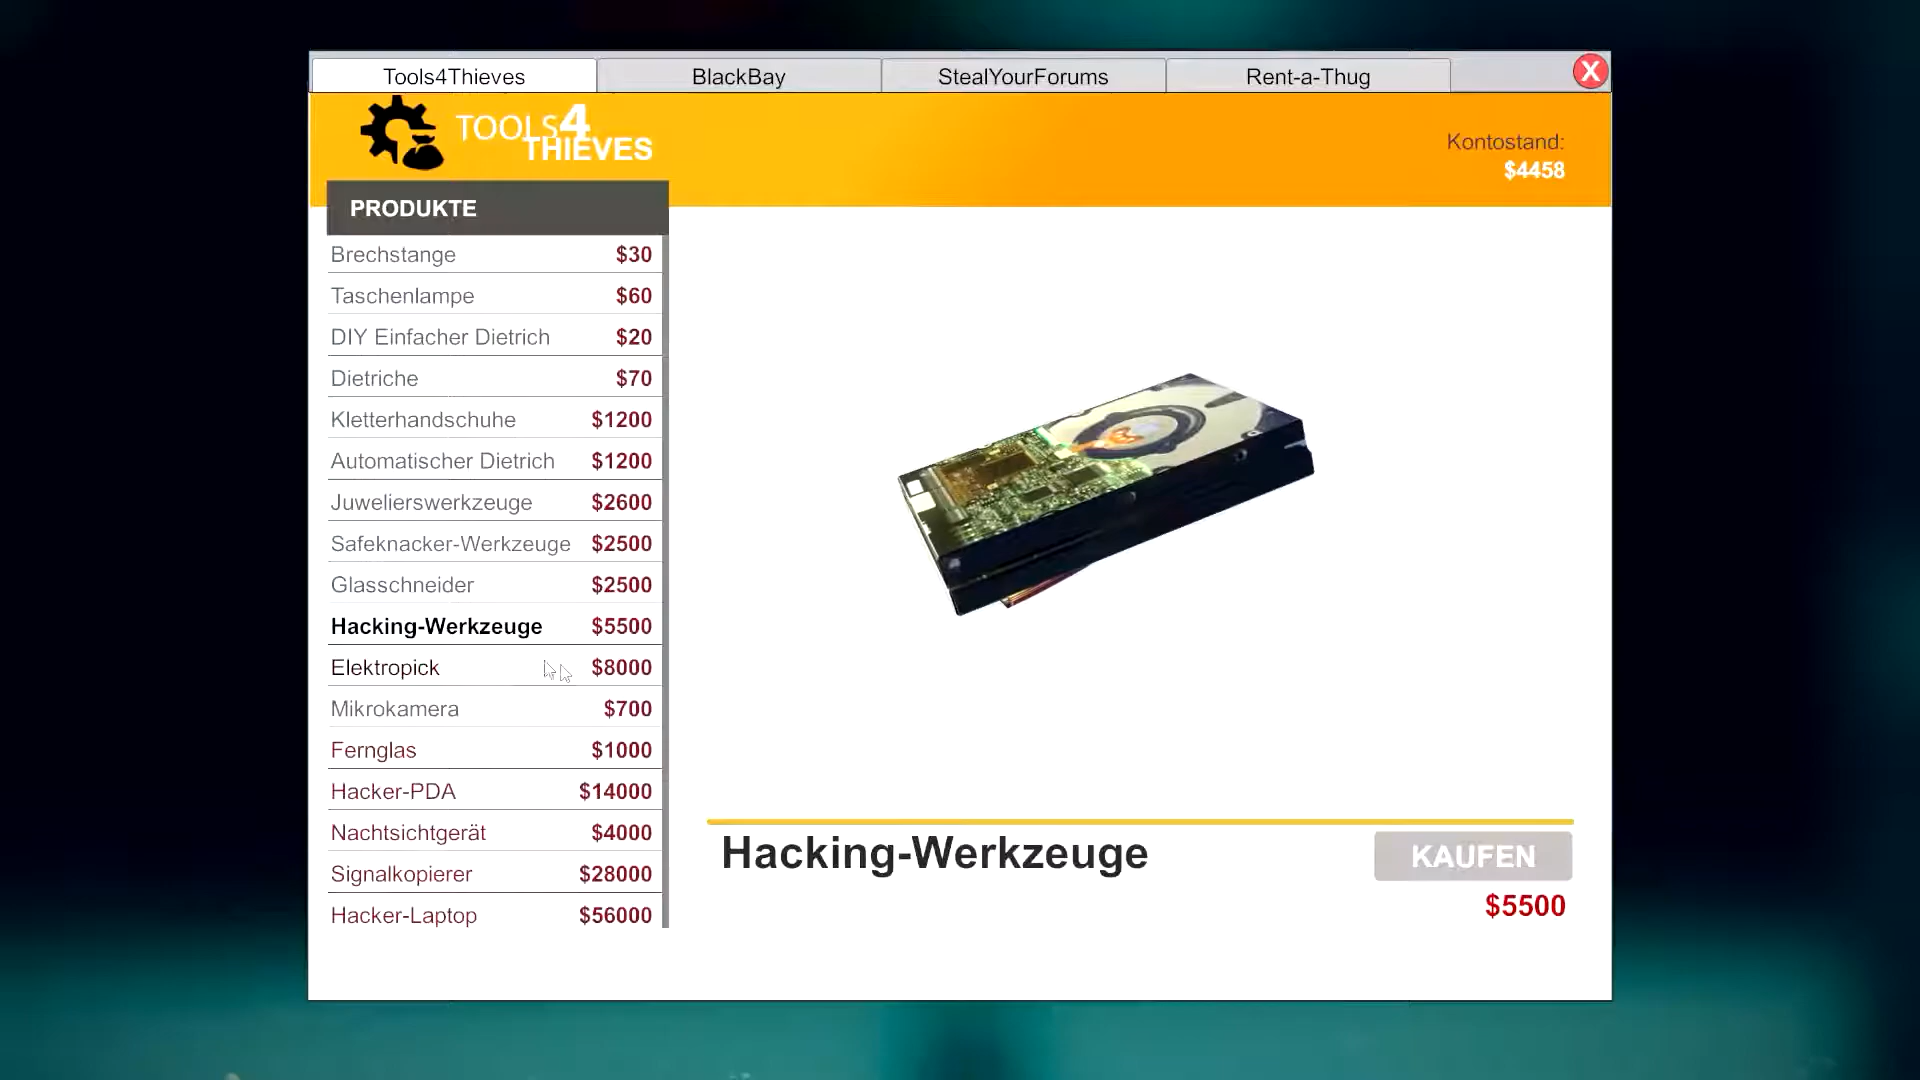 Tools4Thieves
BlackBay
StealYourForums
Rent-a-Thug
X
TOOLS4
THIEVES
Kontostand:
$4458
PRODUKTE
Brechstange $30
Taschenlampe $60
DIY Einfacher Dietrich $20
Dietriche $70
Kletterhandschuhe $1200
Automatischer Dietrich $1200
Juwelierswerkzeuge $2600
Safeknacker-Werkzeuge $2500
Glasschneider $2500
Hacking-Werkzeuge $5500
Elektropick $8000
Mikrokamera $700
Fernglas $1000
Hacker-PDA $14000
Nachtsichtgerät $4000
Signalkopierer $28000
Hacker-Laptop $56000
Hacking-Werkzeuge
KAUFEN
$5500